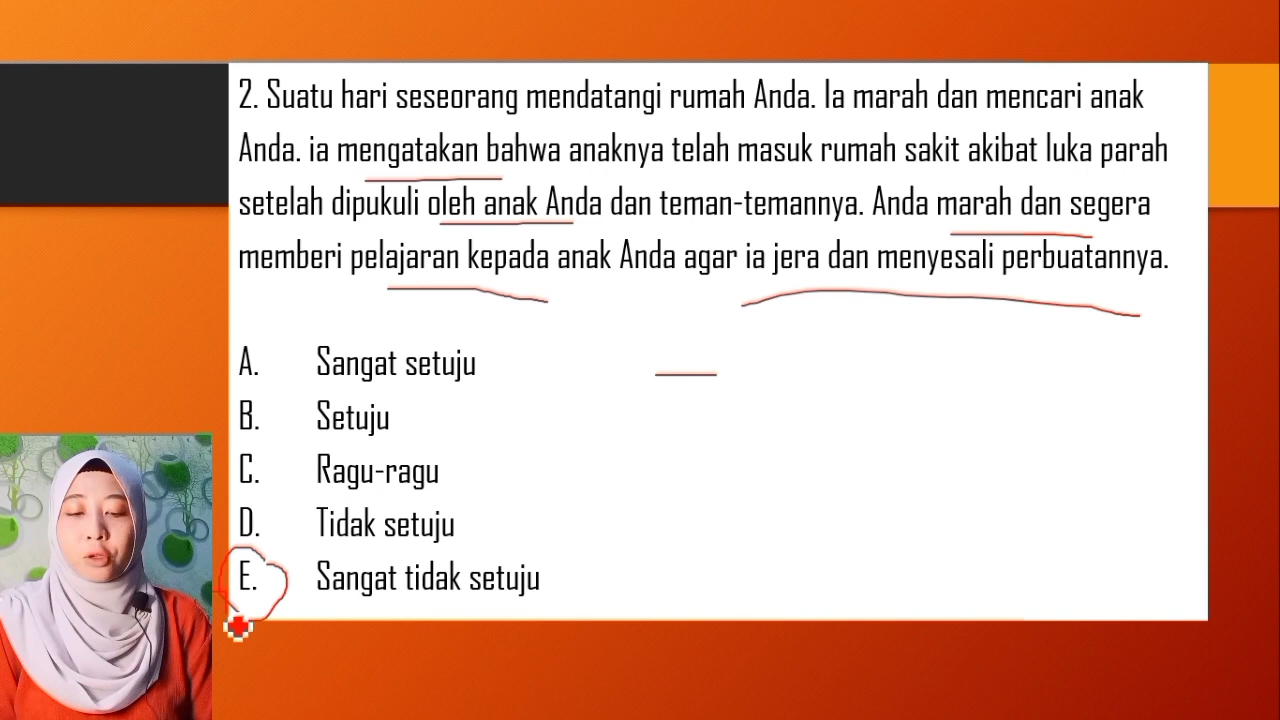 2. Suatu hari seseorang mendatangi rumah Anda. Ia marah dan mencari anak
Anda. ia mengatakan bahwa anaknya telah masuk rumah sakit akibat luka parah
setelah dipukuli oleh anak Anda dan teman-temannya. Anda marah dan segera
memberi pelajaran kepada anak Anda agar ia jera dan menyesali perbuatannya.
A. Sangat setuju
B. Setuju
C. Ragu-ragu
D. Tidak setuju
E. Sangat tidak setuju